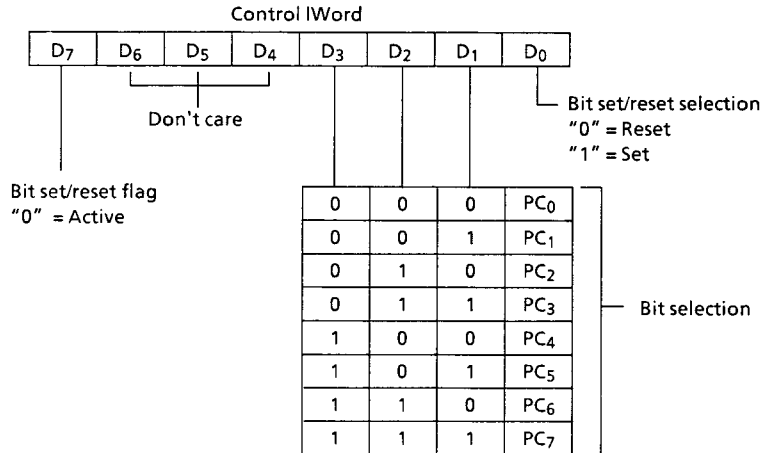 Control lWord
D7 D6 D5 D4 D3 D2 D1 D0
Don't care
Bit set/reset selection
"0" = Reset
"1" = Set
Bit set/reset flag
"0" = Active
0 0 0 PC0
0 0 1 PC1
0 1 0 PC2
0 1 1 PC3
Bit selection
1 0 0 PC4
1 0 1 PC5
1 1 0 PC6
1 1 1 PC7